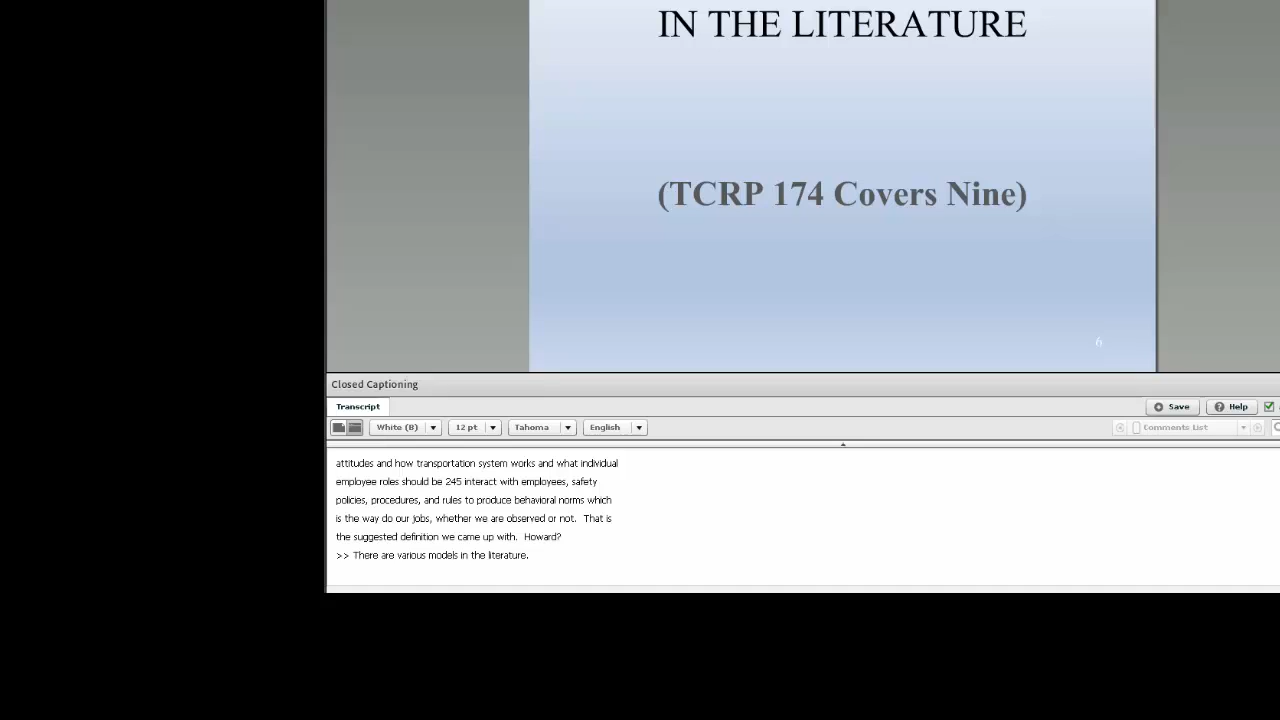 IN THE LITERATURE
(TCRP 174 Covers Nine)
6
Closed Captioning
Transcript
Save
Help
White (B)
12 pt
Tahoma
English
Comments List
attitudes and how transportation system works and what individual
employee roles should be 245 interact with employees, safety
policies, procedures, and rules to produce behavioral norms which
is the way do our jobs, whether we are observed or not.  That is
the suggested definition we came up with.  Howard?
>> There are various models in the literature.